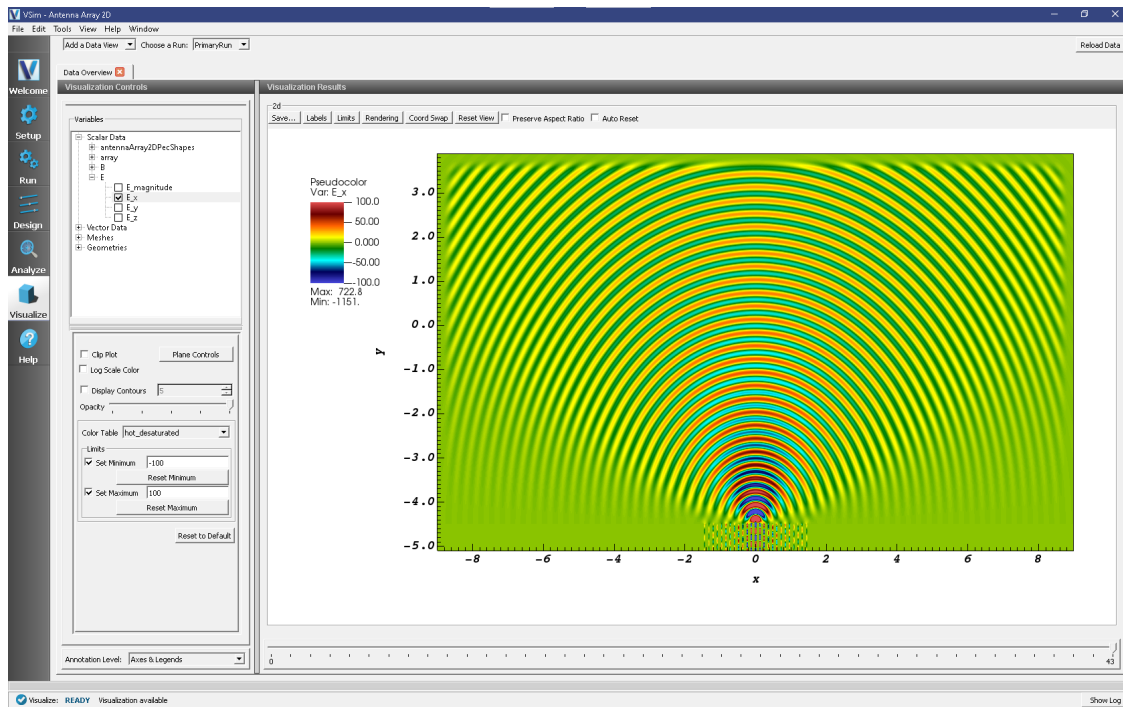 VSim - Antenna Array 2D
File Edit Tools View Help Window
Add a Data View Choose a Run: PrimaryRun Reload Data
Welcome
Setup
Run
Design
Analyze
Visualize
Help
Data Overview
Visualization Controls
Variables
Scalar Data
antennaArray2DPecShapes
array
B
E
E_magnitude
E_x
E_y
E_z
Vector Data
Meshes
Geometries
Clip Plot Plane Controls
Log Scale Color
Display Contours 5
Opacity
Color Table hot_desaturated
Limits
Set Minimum -100
Reset Minimum
Set Maximum 100
Reset Maximum
Reset to Default
Annotation Level: Axes & Legends
Visualization Results
2d
Save... Labels Limits Rendering Coord Swap Reset View Preserve Aspect Ratio Auto Reset
Pseudocolor
Var: E_x
100.0
50.00
0.000
-50.00
-100.0
Max: 722.8
Min: -1151.
3.0
2.0
1.0
0.0
-1.0
-2.0
-3.0
-4.0
-5.0
y
-8 -6 -4 -2 0 2 4 6 8
x
0 43
Visualize: READY Visualization available Show Log